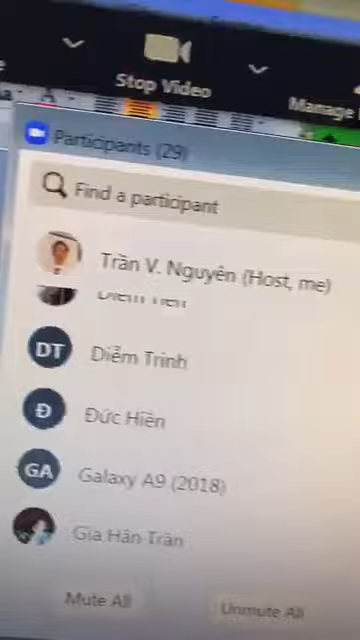 Stop Video
Manage
Participants (29)
Find a participant
Trần V. Nguyên (Host, me)
DT
Diễm Trinh
Đ
Đức Hiền
GA
Galaxy A9 (2018)
Gia Hân Trần
Mute All
Unmute All